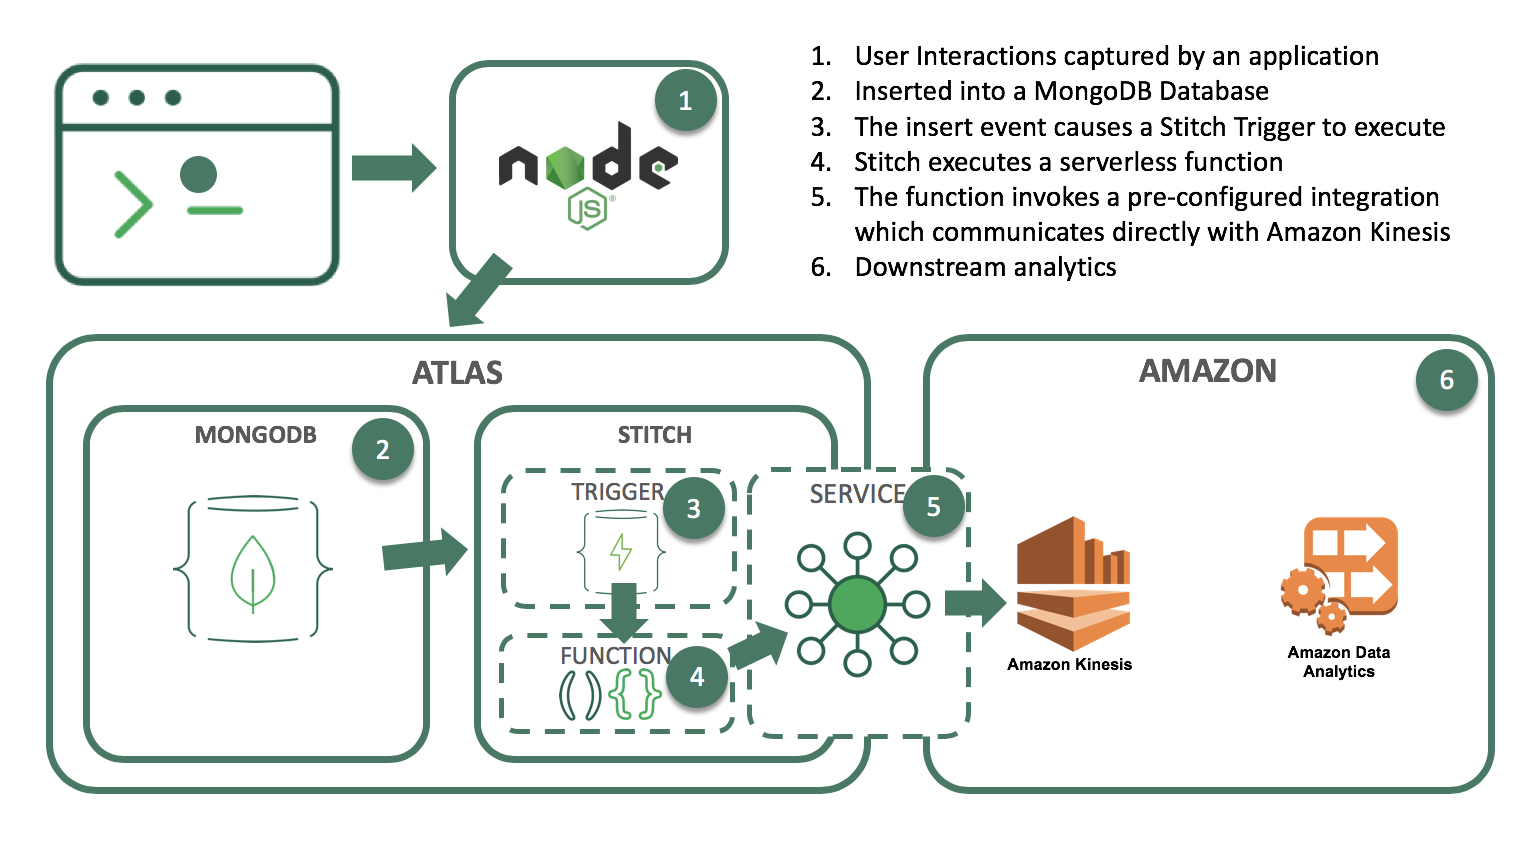 1. User Interactions captured by an application
2. Inserted into a MongoDB Database
3. The insert event causes a Stitch Trigger to execute
4. Stitch executes a serverless function
5. The function invokes a pre-configured integration
which communicates directly with Amazon Kinesis
6. Downstream analytics
1
node
JS®
ATLAS
MONGODB
2
STITCH
TRIGGER
3
FUNCTION
4
(){}
SERVICE
5
AMAZON
6
Amazon Kinesis
Amazon Data
Analytics